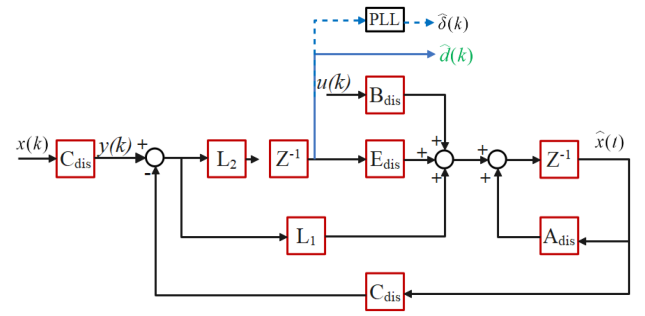 PLL
δ̂(k)
d̂(k)
u(k)
B_dis
x(k)
C_dis
y(k)
+
-
L_2
Z^-1
E_dis
+
+
+
+
+
Z^-1
x̂(t)
L_1
A_dis
C_dis